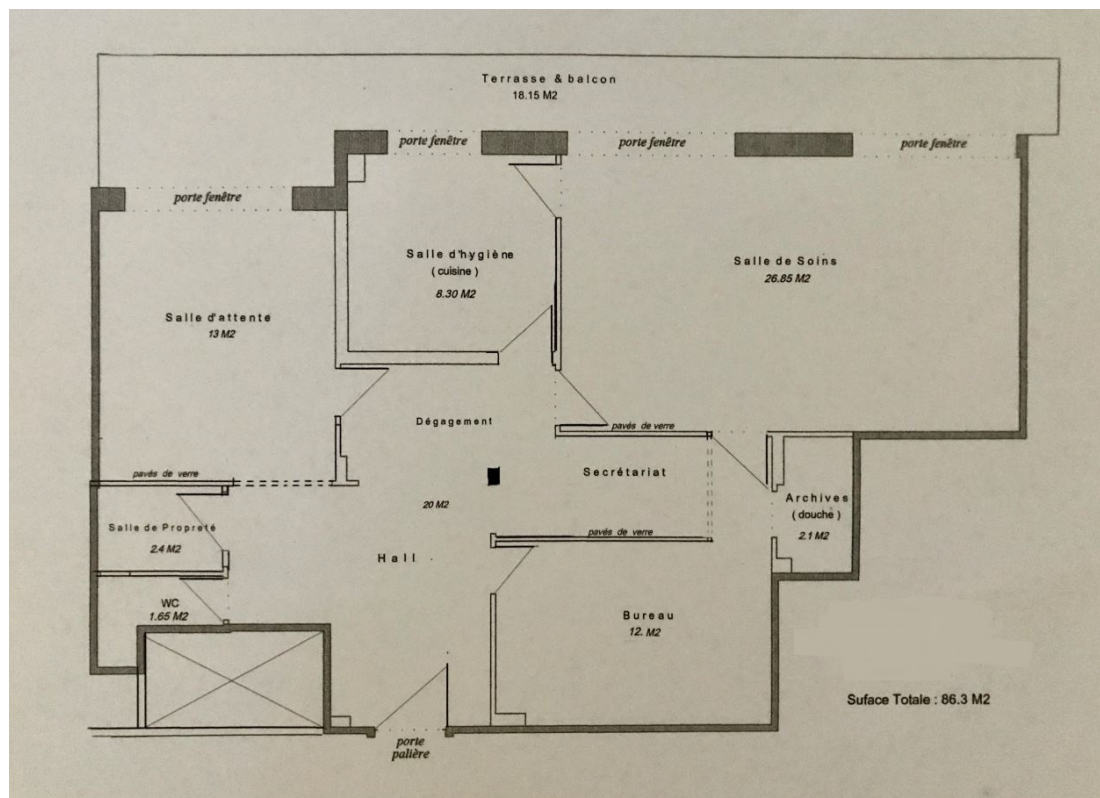 Terrasse & balcon
18.15 M2
porte fenêtre
porte fenêtre
porte fenêtre
porte fenêtre
Salle d'hygiène
( cuisine )
8.30 M2
Salle de Soins
26.85 M2
Salle d'attente
13 M2
Dégagement
pavés de verre
Secrétariat
pavés de verre
Archives
( douche )
2.1 M2
20 M2
Salle de Propreté
2.4 M2
pavés de verre
Hall
WC
1.65 M2
Bureau
12. M2
Suface Totale : 86.3 M2
porte
palière